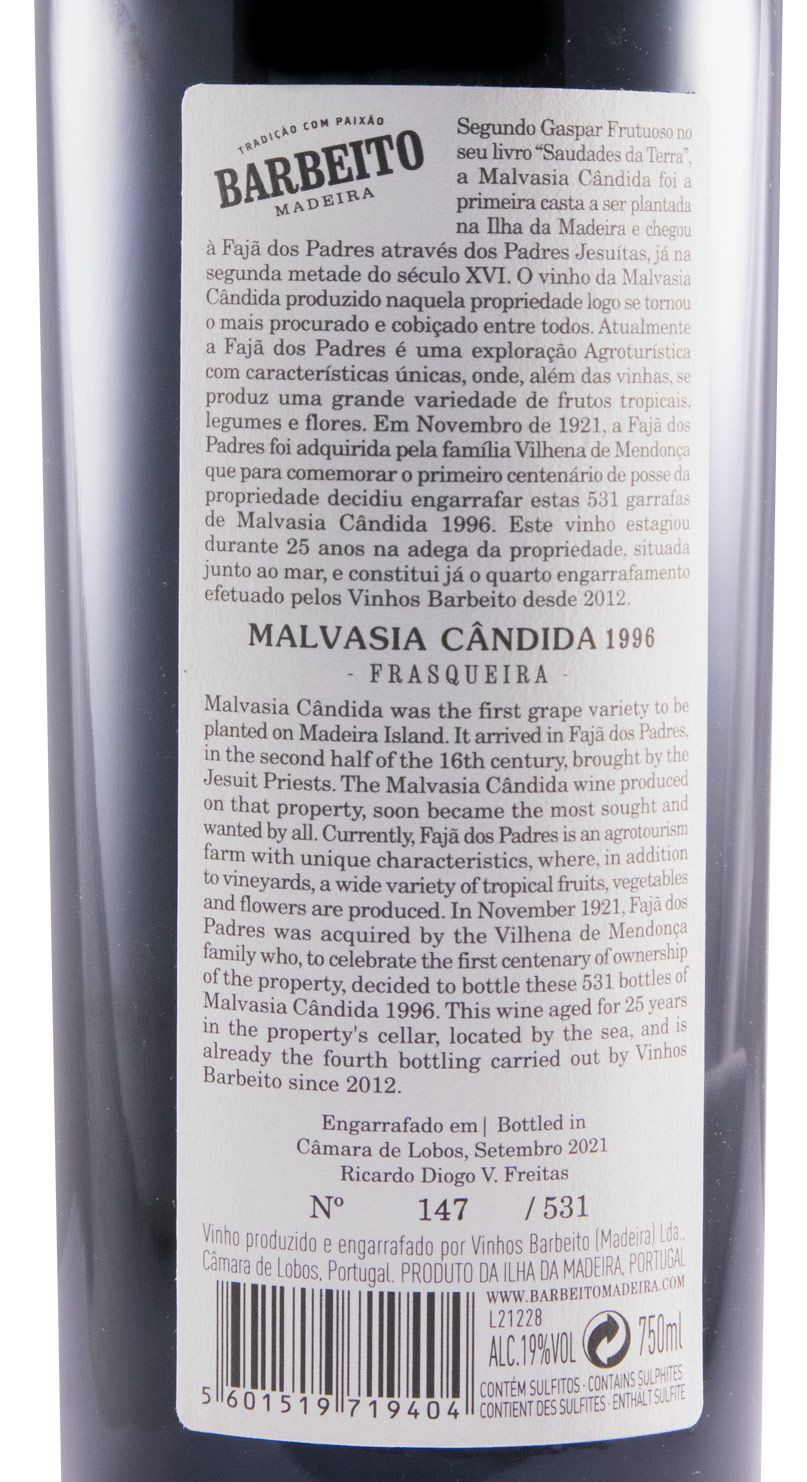 TRADIÇÃO COM PAIXÃO
BARBEITO
MADEIRA
Segundo Gaspar Frutuoso no
seu livro “Saudades da Terra”,
a Malvasia Cândida foi a
primeira casta a ser plantada
na Ilha da Madeira e chegou
à Fajã dos Padres através dos Padres Jesuítas, já na
segunda metade do século XVI. O vinho da Malvasia
Cândida produzido naquela propriedade logo se tornou
o mais procurado e cobiçado entre todos. Atualmente
a Fajã dos Padres é uma exploração Agroturística
com características únicas, onde, além das vinhas, se
produz uma grande variedade de frutos tropicais,
legumes e flores. Em Novembro de 1921, a Fajã dos
Padres foi adquirida pela família Vilhena de Mendonça
que para comemorar o primeiro centenário de posse da
propriedade decidiu engarrafar estas 531 garrafas
de Malvasia Cândida 1996. Este vinho estagiou
durante 25 anos na adega da propriedade, situada
junto ao mar, e constitui já o quarto engarrafamento
efetuado pelos Vinhos Barbeito desde 2012.
MALVASIA CÂNDIDA 1996
- FRASQUEIRA -
Malvasia Cândida was the first grape variety to be
planted on Madeira Island. It arrived in Fajã dos Padres,
in the second half of the 16th century, brought by the
Jesuit Priests. The Malvasia Cândida wine produced
on that property, soon became the most sought and
wanted by all. Currently, Fajã dos Padres is an agrotourism
farm with unique characteristics, where, in addition
to vineyards, a wide variety of tropical fruits, vegetables
and flowers are produced. In November 1921, Fajã dos
Padres was acquired by the Vilhena de Mendonça
family who, to celebrate the first centenary of ownership
of the property, decided to bottle these 531 bottles of
Malvasia Cândida 1996. This wine aged for 25 years
in the property's cellar, located by the sea, and is
already the fourth bottling carried out by Vinhos
Barbeito since 2012.
Engarrafado em | Bottled in
Câmara de Lobos, Setembro 2021
Ricardo Diogo V. Freitas
Nº 147 / 531
Vinho produzido e engarrafado por Vinhos Barbeito (Madeira) Lda.,
Câmara de Lobos, Portugal. PRODUTO DA ILHA DA MADEIRA, PORTUGAL
WWW.BARBEITOMADEIRA.COM
L21228
ALC.19%VOL 750ml
CONTÉM SULFITOS · CONTAINS SULPHITES
CONTIENT DES SULFITES · ENTHÄLT SULFITE
5 601519 719404